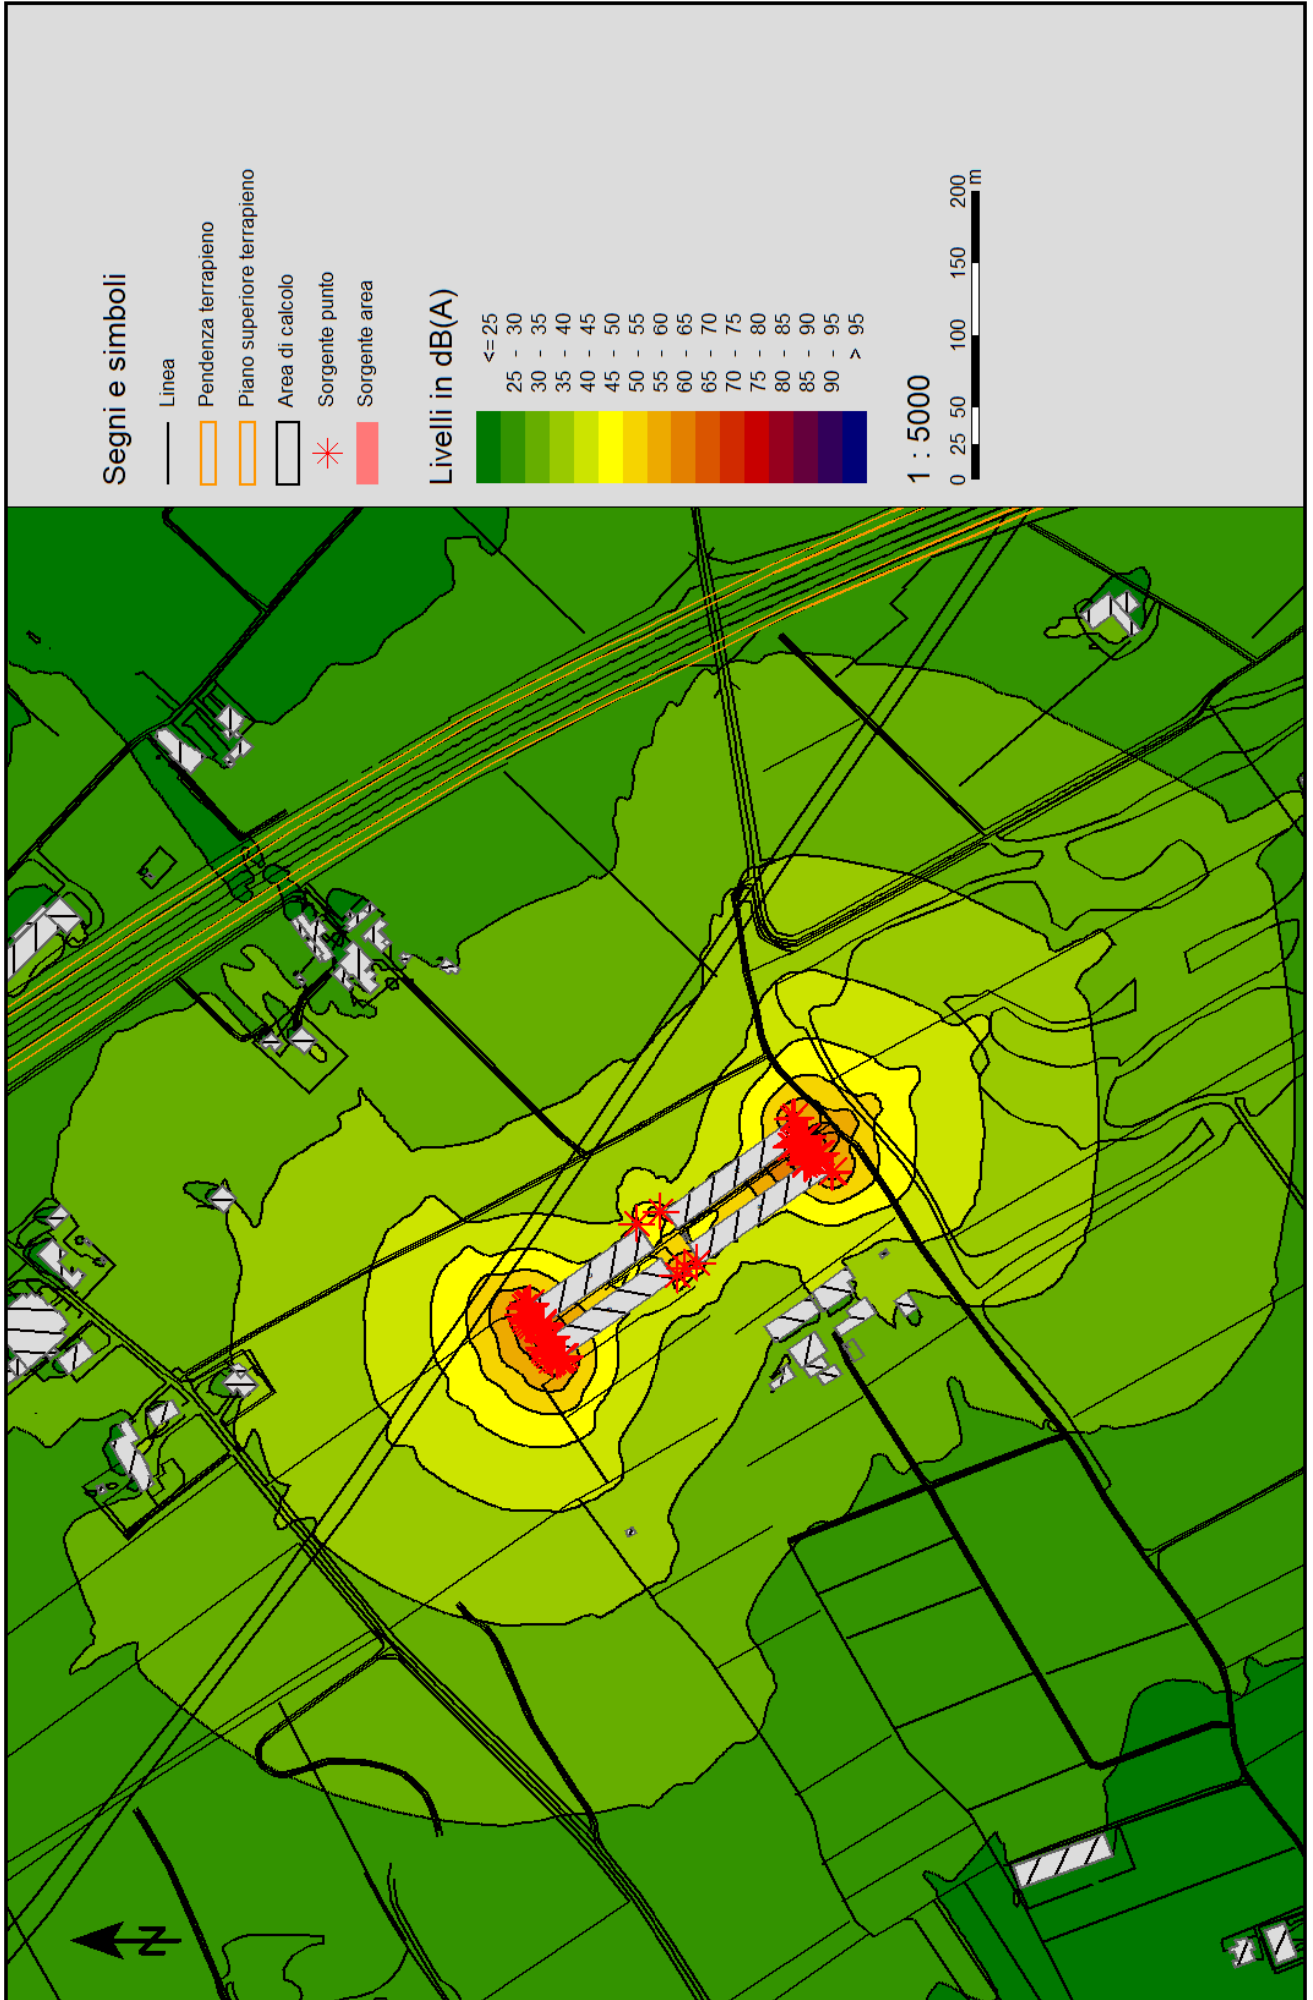 Segni e simboli
Linea
Pendenza terrapieno
Piano superiore terrapieno
Area di calcolo
Sorgente punto
Sorgente area
Livelli in dB(A)
<= 25
25 - 30
30 - 35
35 - 40
40 - 45
45 - 50
50 - 55
55 - 60
60 - 65
65 - 70
70 - 75
75 - 80
80 - 85
85 - 90
90 - 95
> 95
1 : 5000
0 25 50 100 150 200
m
N